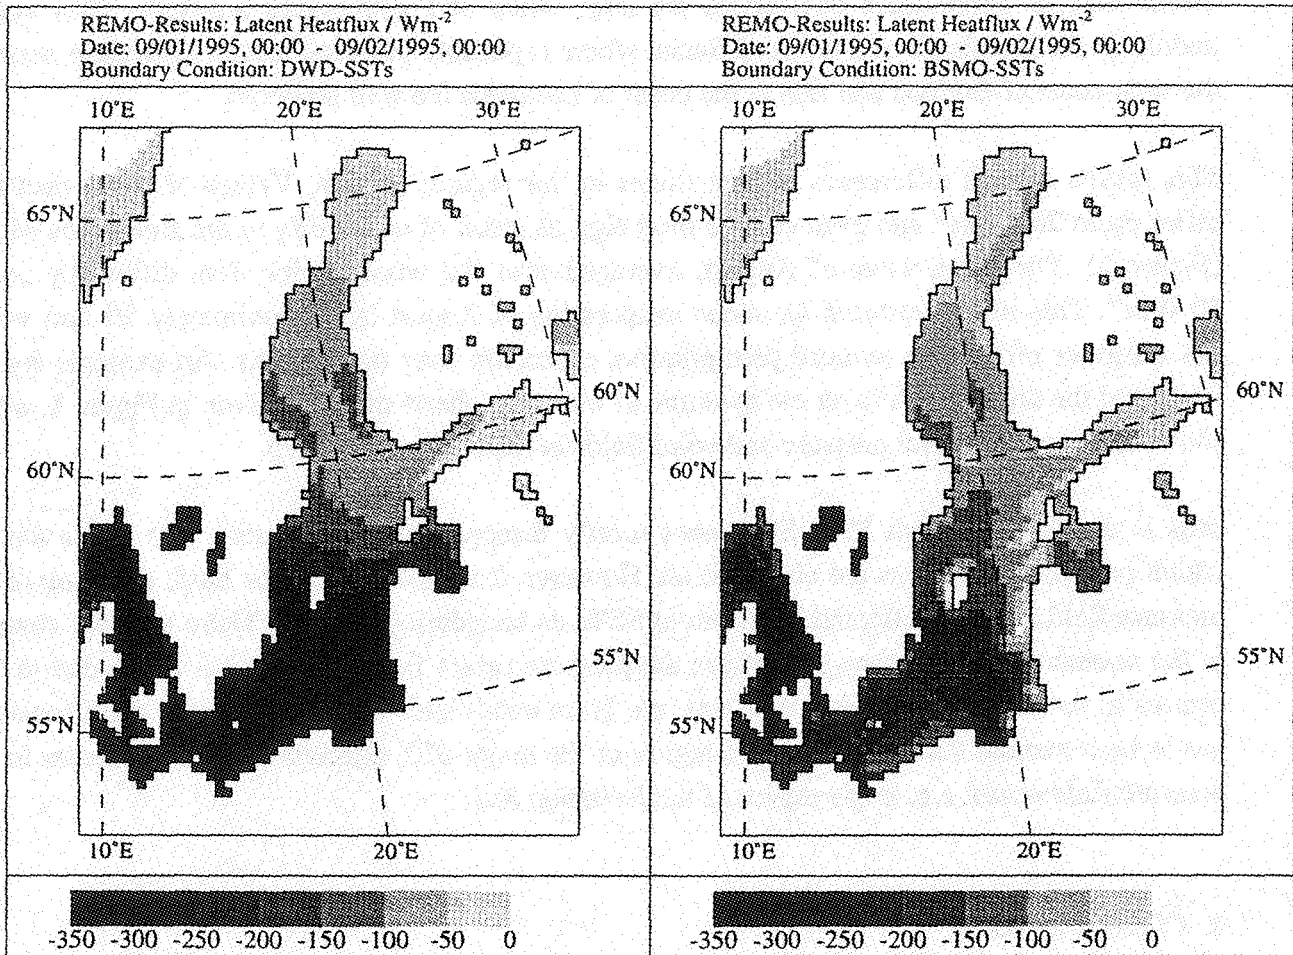 REMO-Results: Latent Heatflux / Wm-2
Date: 09/01/1995, 00:00 - 09/02/1995, 00:00
Boundary Condition: DWD-SSTs
10°E 20°E 30°E
65°N
60°N
60°N
55°N
55°N
10°E 20°E
-350 -300 -250 -200 -150 -100 -50 0
REMO-Results: Latent Heatflux / Wm-2
Date: 09/01/1995, 00:00 - 09/02/1995, 00:00
Boundary Condition: BSMO-SSTs
10°E 20°E 30°E
65°N
60°N
60°N
55°N
55°N
10°E 20°E
-350 -300 -250 -200 -150 -100 -50 0